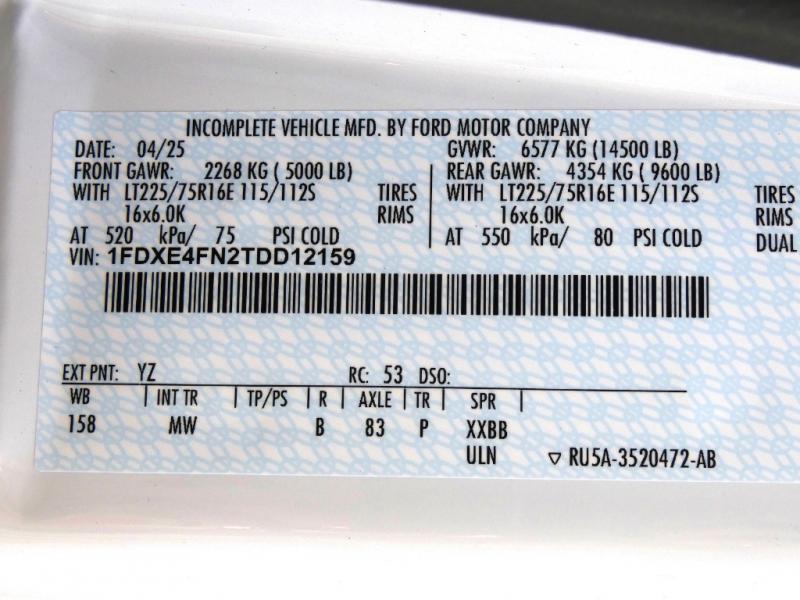 INCOMPLETE VEHICLE MFD. BY FORD MOTOR COMPANY
DATE: 04/25 GVWR: 6577 KG (14500 LB)
FRONT GAWR: 2268 KG ( 5000 LB) REAR GAWR: 4354 KG ( 9600 LB)
WITH LT225/75R16E 115/112S TIRES WITH LT225/75R16E 115/112S TIRES
16x6.0K RIMS 16x6.0K RIMS
AT 520 kPa/ 75 PSI COLD AT 550 kPa/ 80 PSI COLD DUAL
VIN: 1FDXE4FN2TDD12159
EXT PNT: YZ RC: 53 DSO:
WB INT TR TP/PS R AXLE TR SPR
158 MW B 83 P XXBB
ULN RU5A-3520472-AB